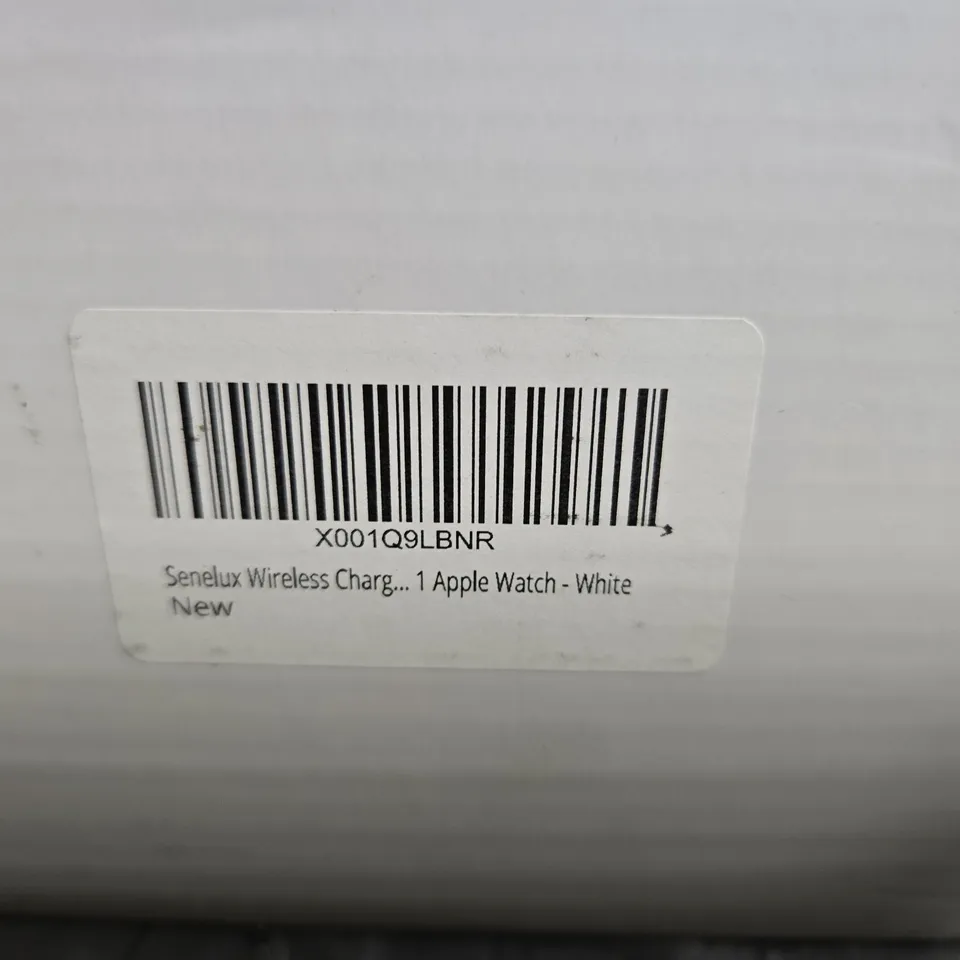 X001Q9LBNR
Senelux Wireless Charg... 1 Apple Watch - White
New